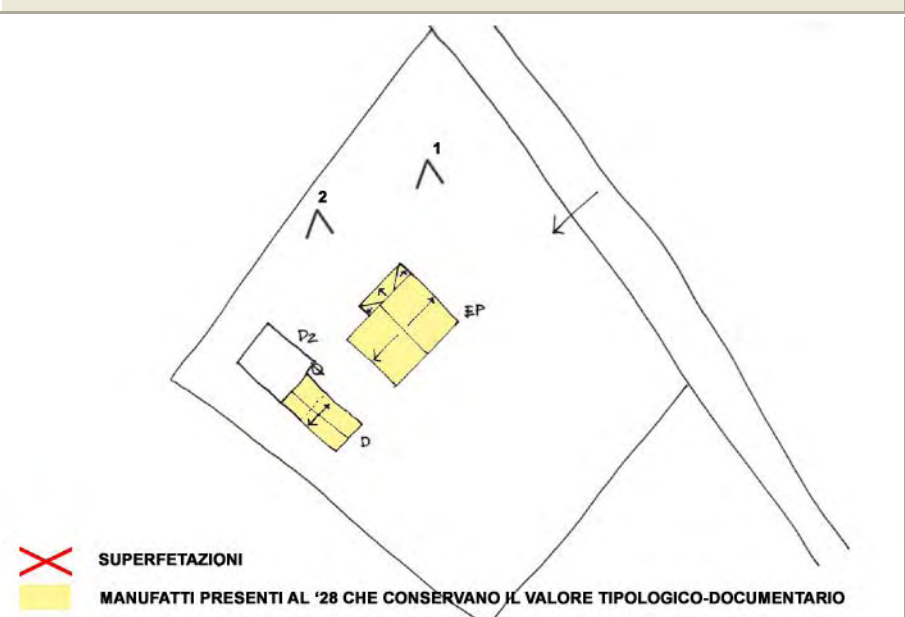 1
2
EP
D2
D
SUPERFETAZIONI
MANUFATTI PRESENTI AL ‘28 CHE CONSERVANO IL VALORE TIPOLOGICO-DOCUMENTARIO